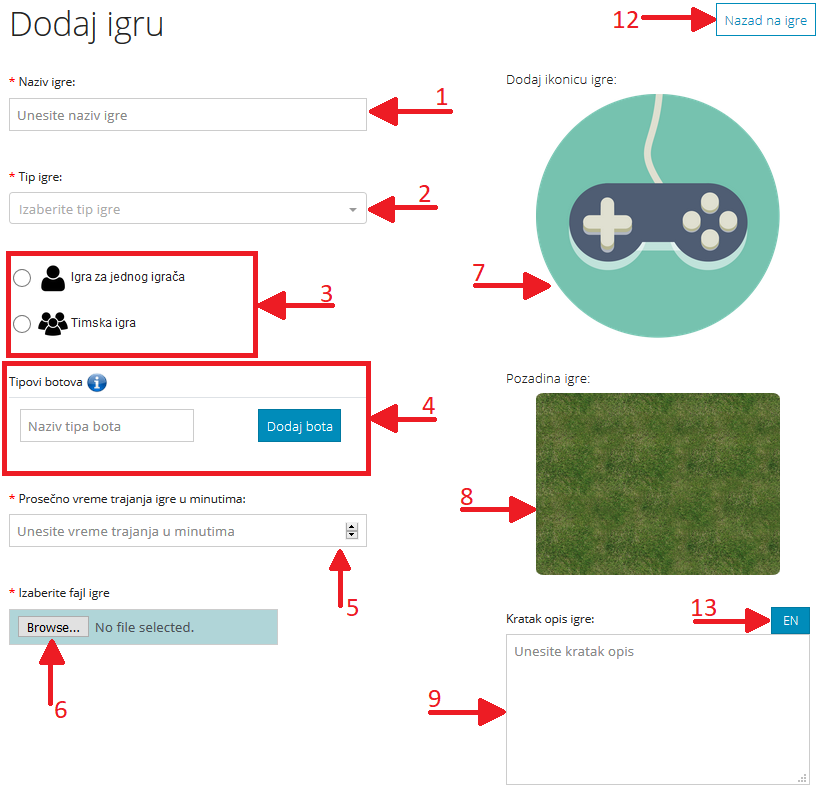 Dodaj igru
12
Nazad na igre
* Naziv igre:
Unesite naziv igre
1
* Tip igre:
Izaberite tip igre
2
Igra za jednog igrača
Timska igra
3
Tipovi botova i
Naziv tipa bota
Dodaj bota
4
* Prosečno vreme trajanja igre u minutima:
Unesite vreme trajanja u minutima
5
* Izaberite fajl igre
Browse... No file selected.
6
Dodaj ikonicu igre:
7
Pozadina igre:
8
Kratak opis igre:
13
EN
Unesite kratak opis
9